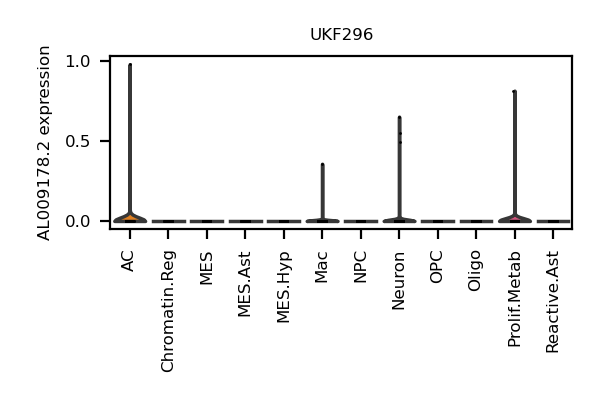 UKF296
AL009178.2 expression
1.0
0.5
0.0
AC
Chromatin.Reg
MES
MES.Ast
MES.Hyp
Mac
NPC
Neuron
OPC
Oligo
Prolif.Metab
Reactive.Ast